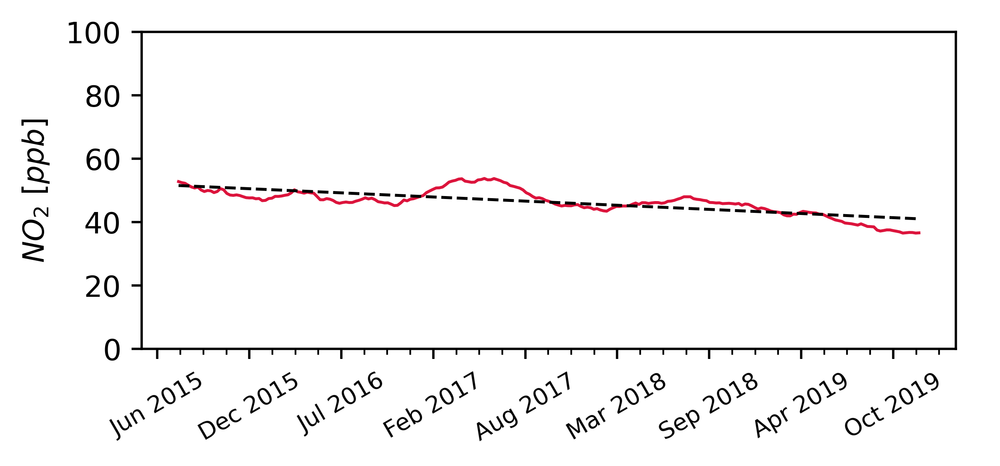 NO₂ [ppb]
100
80
60
40
20
0
Jun 2015
Dec 2015
Jul 2016
Feb 2017
Aug 2017
Mar 2018
Sep 2018
Apr 2019
Oct 2019